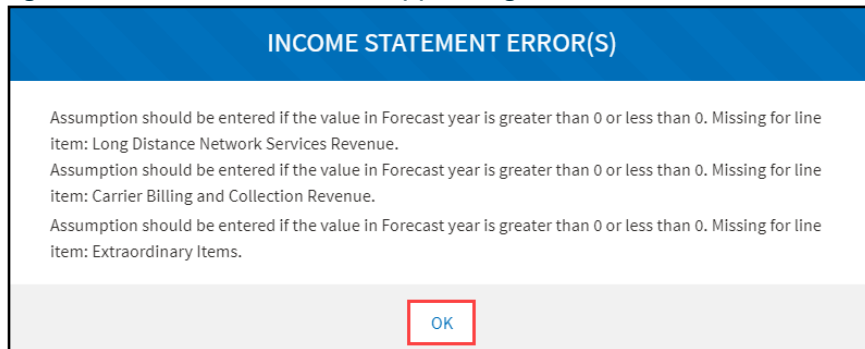 INCOME STATEMENT ERROR(S)
Assumption should be entered if the value in Forecast year is greater than 0 or less than 0. Missing for line
item: Long Distance Network Services Revenue.
Assumption should be entered if the value in Forecast year is greater than 0 or less than 0. Missing for line
item: Carrier Billing and Collection Revenue.
Assumption should be entered if the value in Forecast year is greater than 0 or less than 0. Missing for line
item: Extraordinary Items.
OK